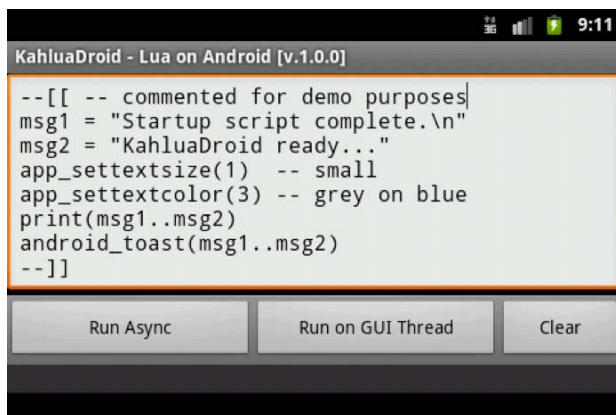 3G 9:11
KahluaDroid - Lua on Android [v.1.0.0]
--[[ -- commented for demo purposes
msg1 = "Startup script complete.\n"
msg2 = "KahluaDroid ready..."
app_settextsize(1)  -- small
app_settextcolor(3) -- grey on blue
print(msg1..msg2)
android_toast(msg1..msg2)
--]]
Run Async Run on GUI Thread Clear